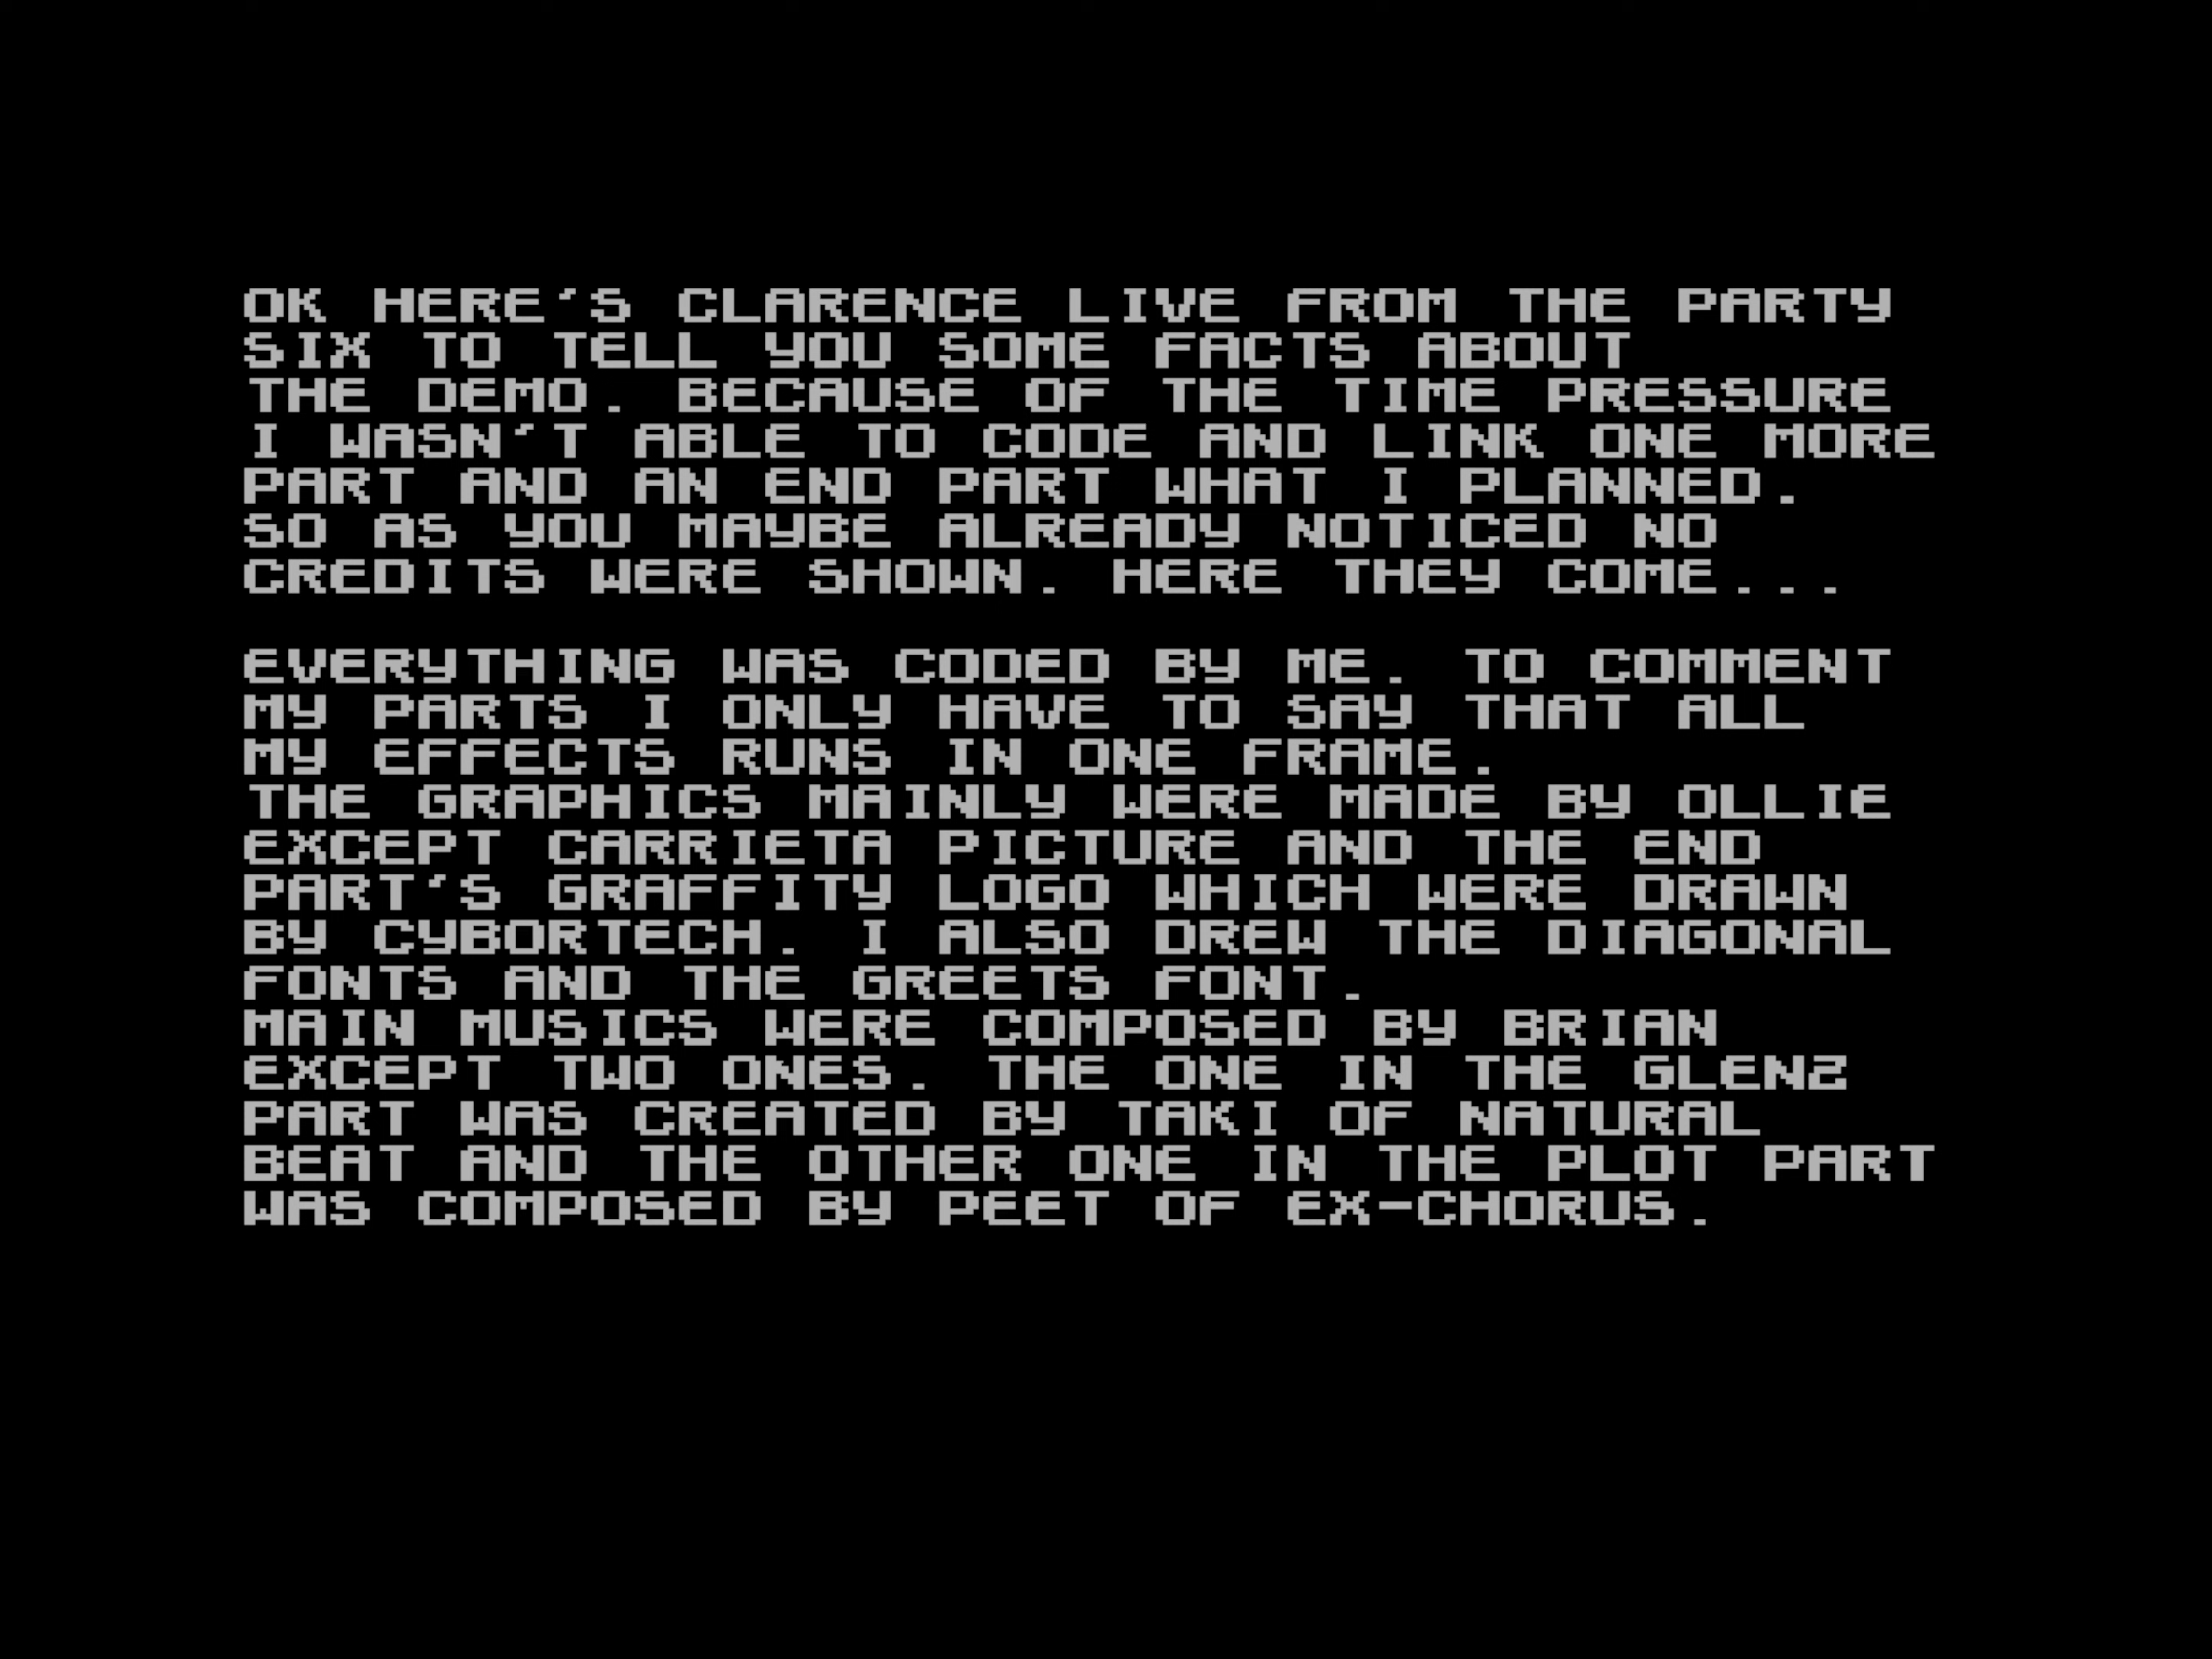 OK HERE'S CLARENCE LIVE FROM THE PARTY
SIX TO TELL YOU SOME FACTS ABOUT
THE DEMO. BECAUSE OF THE TIME PRESSURE
I WASN'T ABLE TO CODE AND LINK ONE MORE
PART AND AN END PART WHAT I PLANNED.
SO AS YOU MAYBE ALREADY NOTICED NO
CREDITS WERE SHOWN. HERE THEY COME...
EVERYTHING WAS CODED BY ME. TO COMMENT
MY PARTS I ONLY HAVE TO SAY THAT ALL
MY EFFECTS RUNS IN ONE FRAME.
THE GRAPHICS MAINLY WERE MADE BY OLLIE
EXCEPT CARRIETA PICTURE AND THE END
PART'S GRAFFITY LOGO WHICH WERE DRAWN
BY CYBORTECH. I ALSO DREW THE DIAGONAL
FONTS AND THE GREETS FONT.
MAIN MUSICS WERE COMPOSED BY BRIAN
EXCEPT TWO ONES. THE ONE IN THE GLENZ
PART WAS CREATED BY TAKI OF NATURAL
BEAT AND THE OTHER ONE IN THE PLOT PART
WAS COMPOSED BY PEET OF EX-CHORUS.